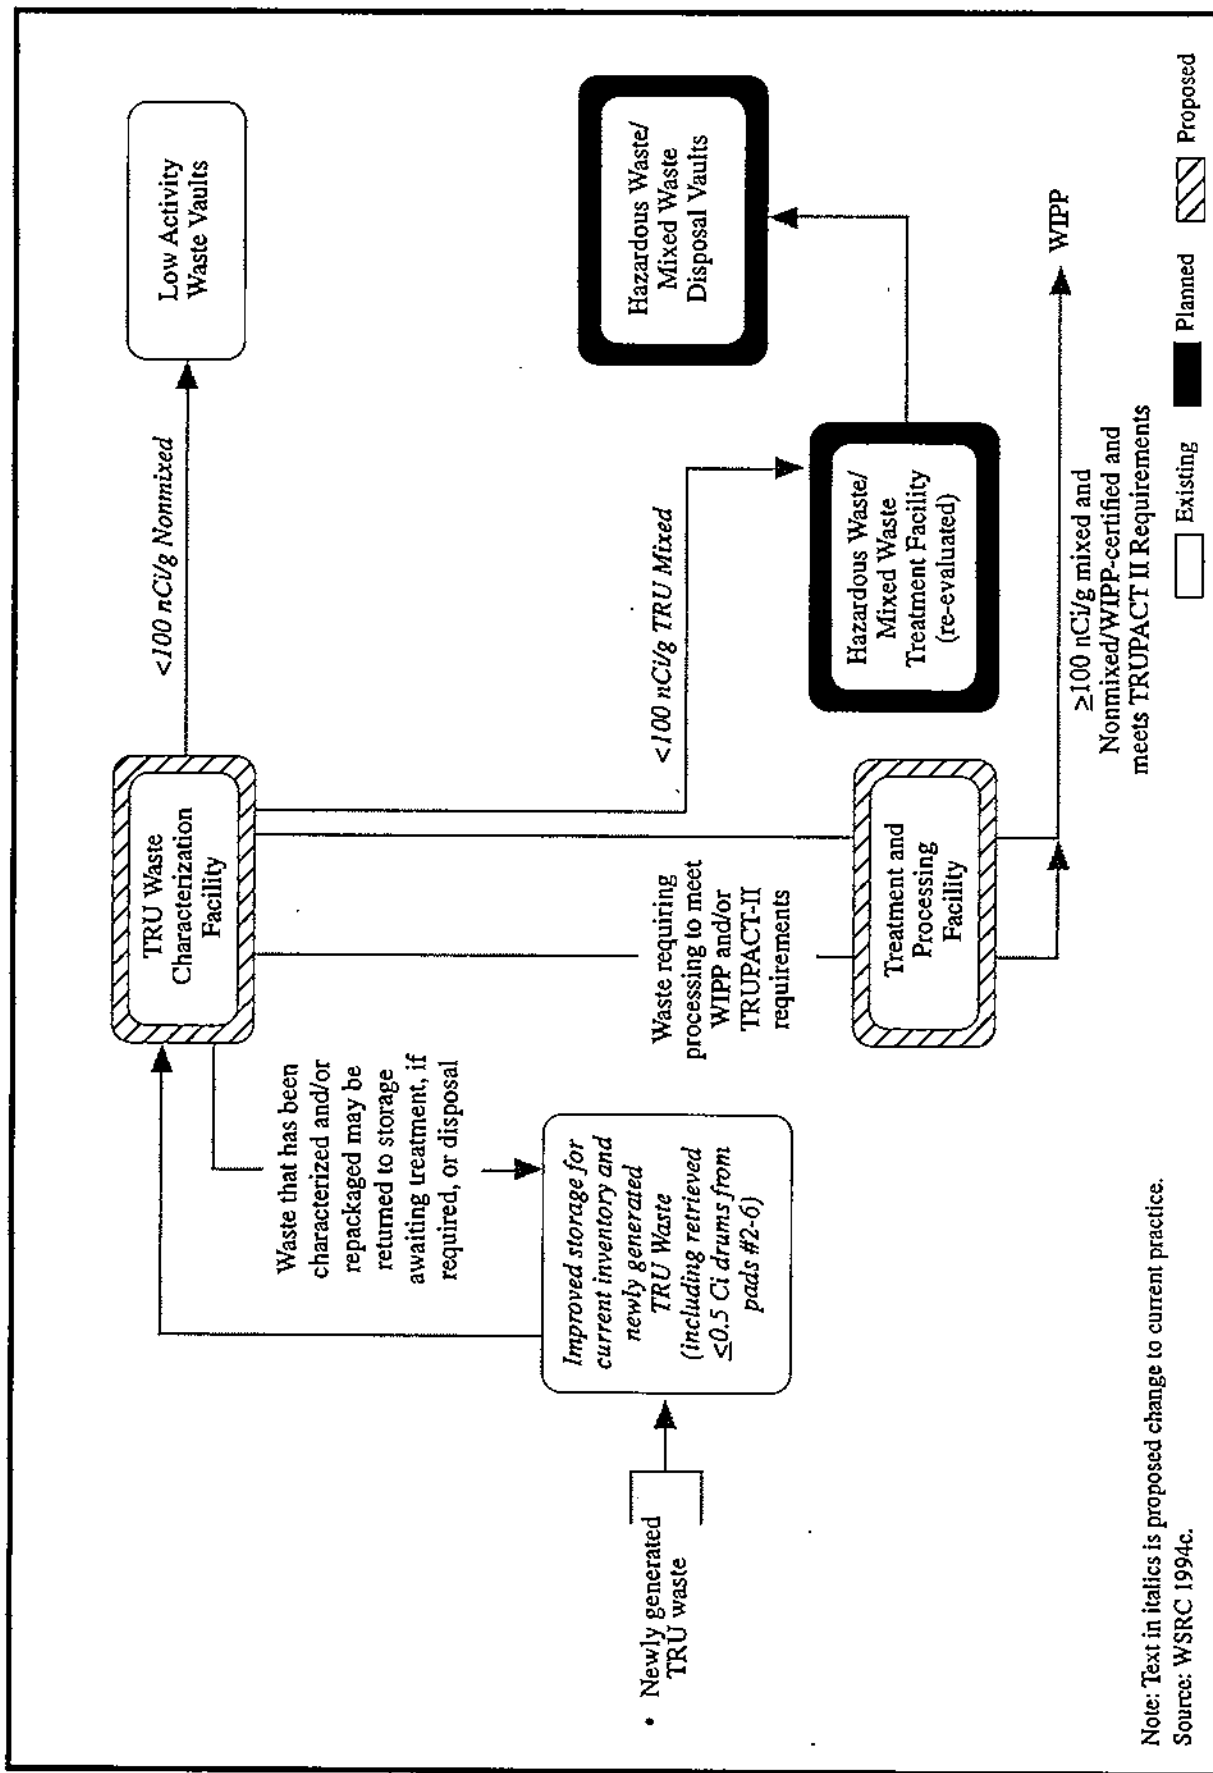 • Newly generated
TRU waste
Improved storage for
current inventory and
newly generated
TRU Waste
(including retrieved
≤0.5 Ci drums from
pads #2-6)
Waste that has been
characterized and/or
repackaged may be
returned to storage
awaiting treatment, if
required, or disposal
TRU Waste
Characterization
Facility
<100 nCi/g Nonmixed
Low Activity
Waste Vaults
<100 nCi/g TRU Mixed
Hazardous Waste/
Mixed Waste
Treatment Facility
(re-evaluated)
Hazardous Waste/
Mixed Waste
Disposal Vaults
Waste requiring
processing to meet
WIPP and/or
TRUPACT-II
requirements
Treatment and
Processing
Facility
≥100 nCi/g mixed and
Nonmixed/WIPP-certified and
meets TRUPACT II Requirements
WIPP
Existing
Planned
Proposed
Note: Text in italics is proposed change to current practice.
Source: WSRC 1994c.